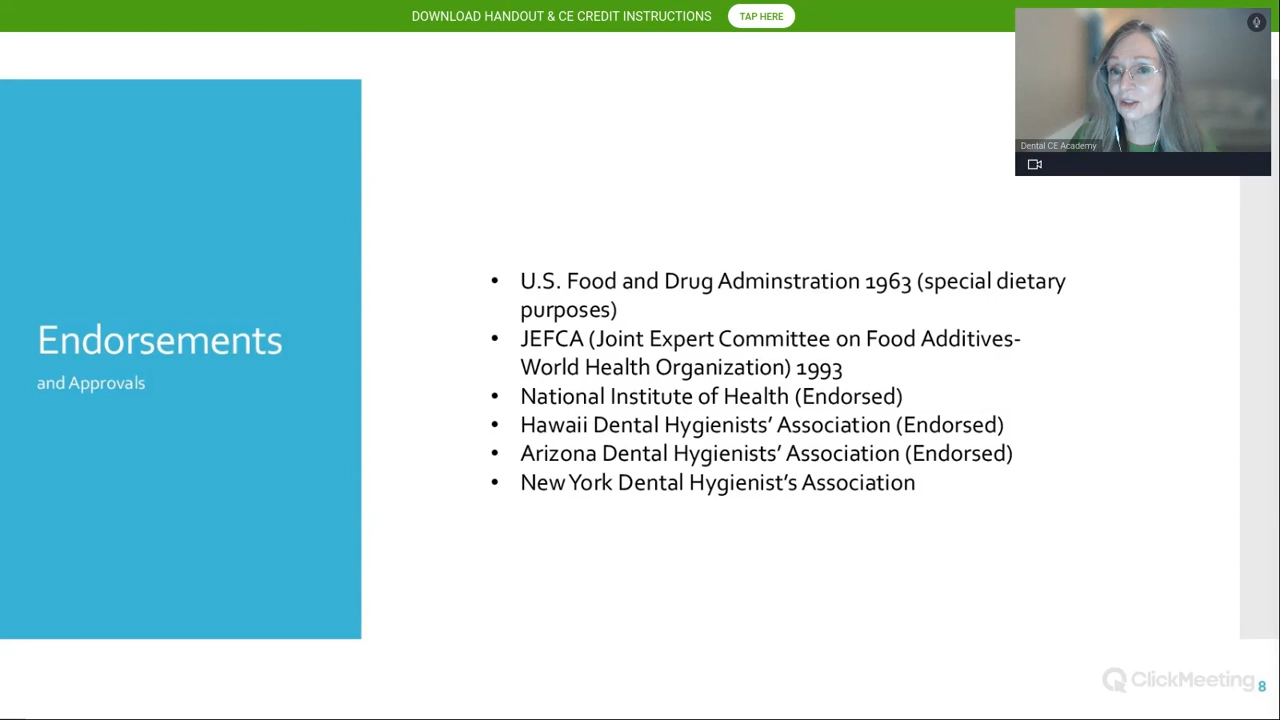 DOWNLOAD HANDOUT & CE CREDIT INSTRUCTIONS TAP HERE
Dental CE Academy
Endorsements
and Approvals
• U.S. Food and Drug Adminstration 1963 (special dietary
purposes)
• JEFCA (Joint Expert Committee on Food Additives-
World Health Organization) 1993
• National Institute of Health (Endorsed)
• Hawaii Dental Hygienists’ Association (Endorsed)
• Arizona Dental Hygienists’ Association (Endorsed)
• New York Dental Hygienist’s Association
ClickMeeting 8